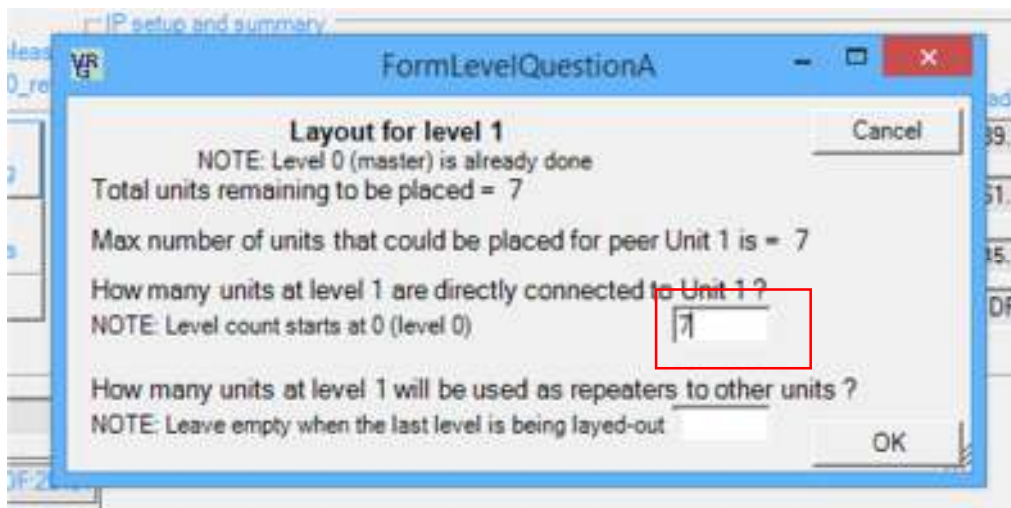 IP setup and summary
FormLevelQuestionA
Layout for level 1
Cancel
NOTE: Level 0 (master) is already done
Total units remaining to be placed = 7
Max number of units that could be placed for peer Unit 1 is = 7
How many units at level 1 are directly connected to Unit 1 ?
NOTE: Level count starts at 0 (level 0)
7
How many units at level 1 will be used as repeaters to other units ?
NOTE: Leave empty when the last level is being layed-out
OK